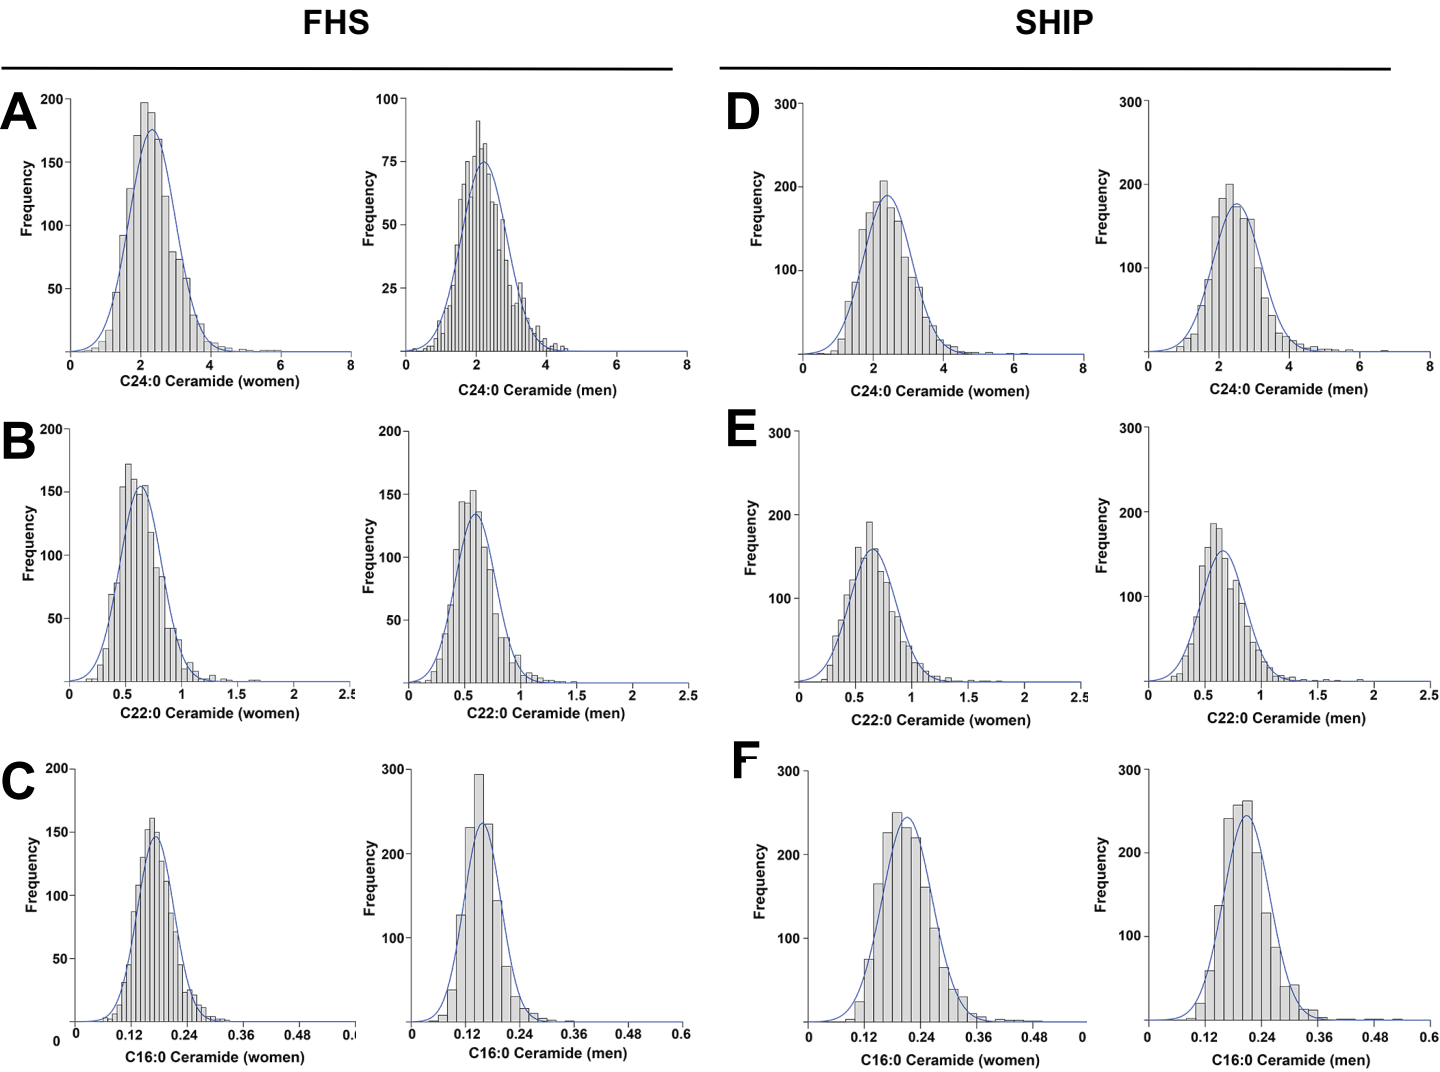 FHS
SHIP
A
200
150
100
50
Frequency
0 2 4 6 8
C24:0 Ceramide (women)
100
75
50
25
Frequency
0 2 4 6 8
C24:0 Ceramide (men)
D
300
200
100
Frequency
0 2 4 6 8
C24:0 Ceramide (women)
300
200
100
Frequency
0 2 4 6 8
C24:0 Ceramide (men)
B
200
150
100
50
Frequency
0 0.5 1 1.5 2 2.5
C22:0 Ceramide (women)
200
150
100
50
Frequency
0 0.5 1 1.5 2 2.5
C22:0 Ceramide (men)
E
300
200
100
Frequency
0 0.5 1 1.5 2 2.5
C22:0 Ceramide (women)
300
200
100
Frequency
0 0.5 1 1.5 2 2.5
C22:0 Ceramide (men)
C
200
150
100
50
0
Frequency
0 0.12 0.24 0.36 0.48 0.
C16:0 Ceramide (women)
300
200
100
Frequency
0 0.12 0.24 0.36 0.48 0.6
C16:0 Ceramide (men)
F
300
200
100
Frequency
0 0.12 0.24 0.36 0.48 0
C16:0 Ceramide (women)
300
200
100
Frequency
0 0.12 0.24 0.36 0.48 0.6
C16:0 Ceramide (men)